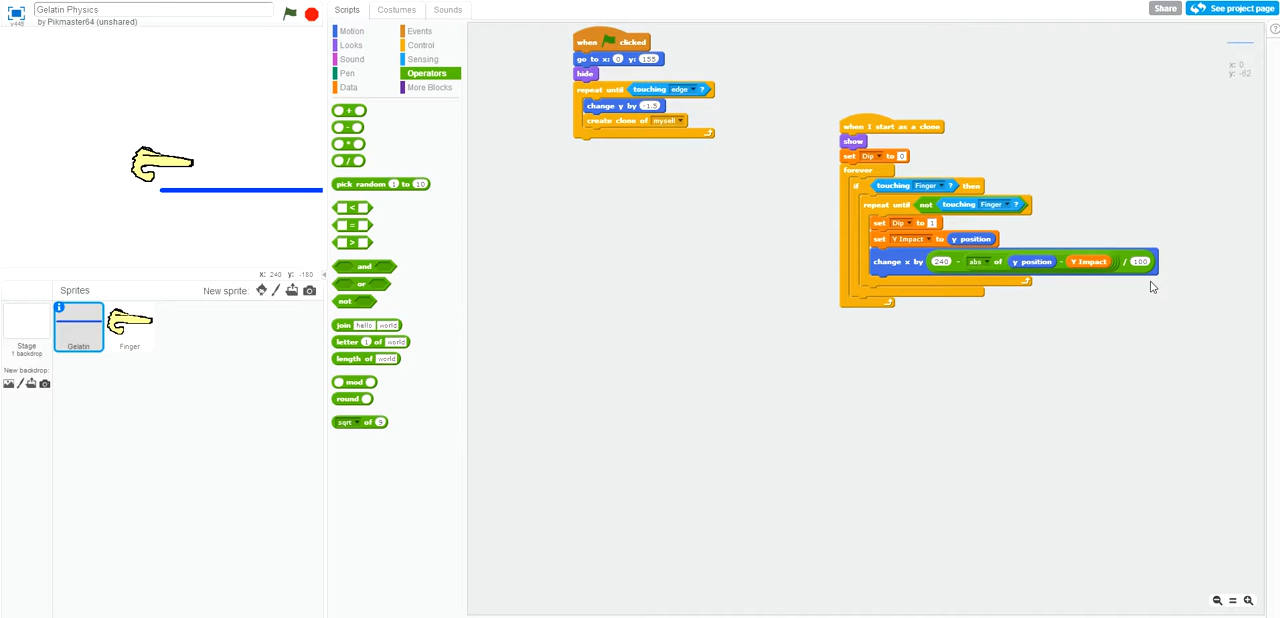 Gelatin Physics
v448
by Pikmaster64 (unshared)
Scripts
Costumes
Sounds
Share
See project page
Motion
Events
Looks
Control
Sound
Sensing
Pen
Operators
Data
More Blocks
+
-
*
/
pick random 1 to 10
<
=
>
and
or
not
join hello world
letter 1 of world
length of world
mod
round
sqrt of 9
when clicked
go to x: 0 y: 155
hide
repeat until touching edge ?
change y by -1.5
create clone of myself
when I start as a clone
show
set Dip to 0
forever
if touching Finger ? then
repeat until not touching Finger ?
set Dip to 1
set Y Impact to y position
change x by 240 - abs of y position - Y Impact / 100
x: 0
y: -62
x: 240 y: -180
Sprites
New sprite:
Stage
1 backdrop
New backdrop:
Gelatin
Finger